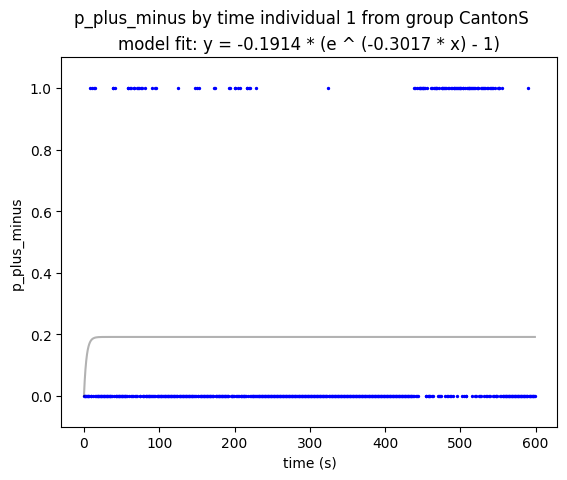 p_plus_minus by time individual 1 from group CantonS
model fit: y = -0.1914 * (e ^ (-0.3017 * x) - 1)
1.0
0.8
0.6
0.4
0.2
0.0
p_plus_minus
0 100 200 300 400 500 600
time (s)